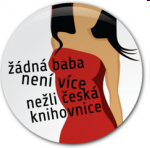 žádná baba
není více
nežli česká
knihovnice